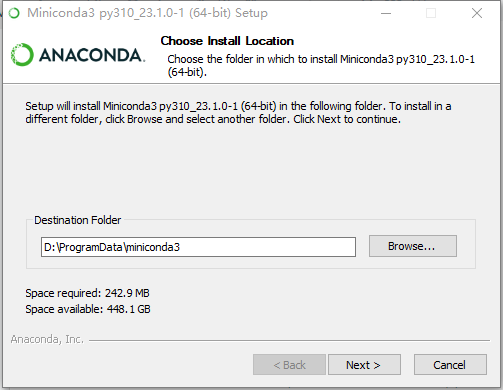 Miniconda3 py310_23.1.0-1 (64-bit) Setup
ANACONDA.
Choose Install Location
Choose the folder in which to install Miniconda3 py310_23.1.0-1
(64-bit).
Setup will install Miniconda3 py310_23.1.0-1 (64-bit) in the following folder. To install in a
different folder, click Browse and select another folder. Click Next to continue.
Destination Folder
D:\ProgramData\miniconda3
Browse...
Space required: 242.9 MB
Space available: 448.1 GB
Anaconda, Inc.
< Back
Next >
Cancel